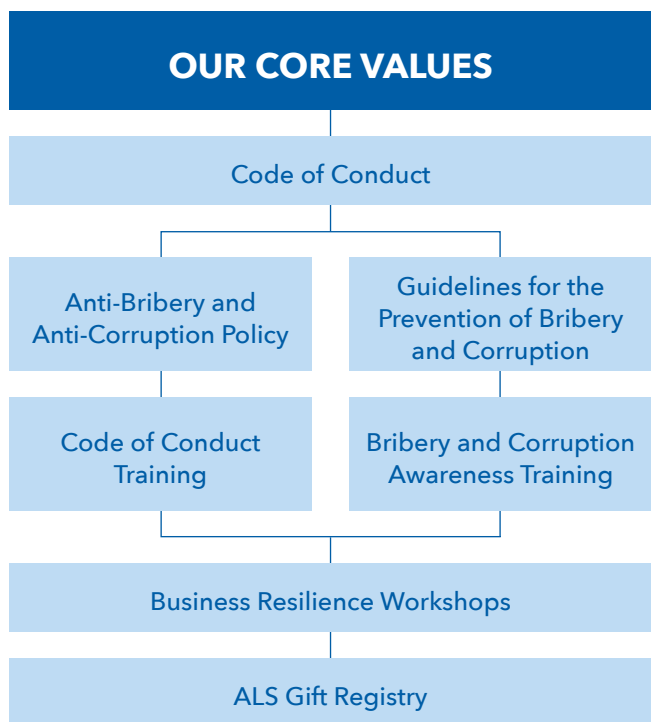 OUR CORE VALUES
Code of Conduct
Anti-Bribery and
Anti-Corruption Policy
Guidelines for the
Prevention of Bribery
and Corruption
Code of Conduct
Training
Bribery and Corruption
Awareness Training
Business Resilience Workshops
ALS Gift Registry